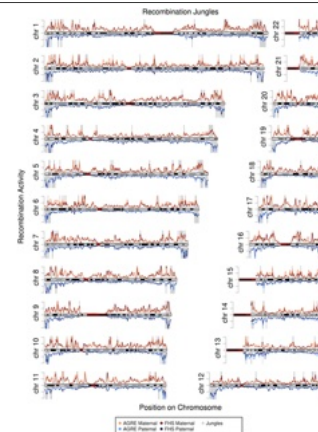 Recombination Jungles
chr 1
chr 2
chr 3
chr 4
chr 5
chr 6
chr 7
chr 8
chr 9
chr 10
chr 11
chr 22
chr 21
chr 20
chr 19
chr 18
chr 17
chr 16
chr 15
chr 14
chr 13
chr 12
Recombination Activity
Position on Chromosome
AGRE Maternal FHS Maternal Jungles
AGRE Paternal FHS Paternal